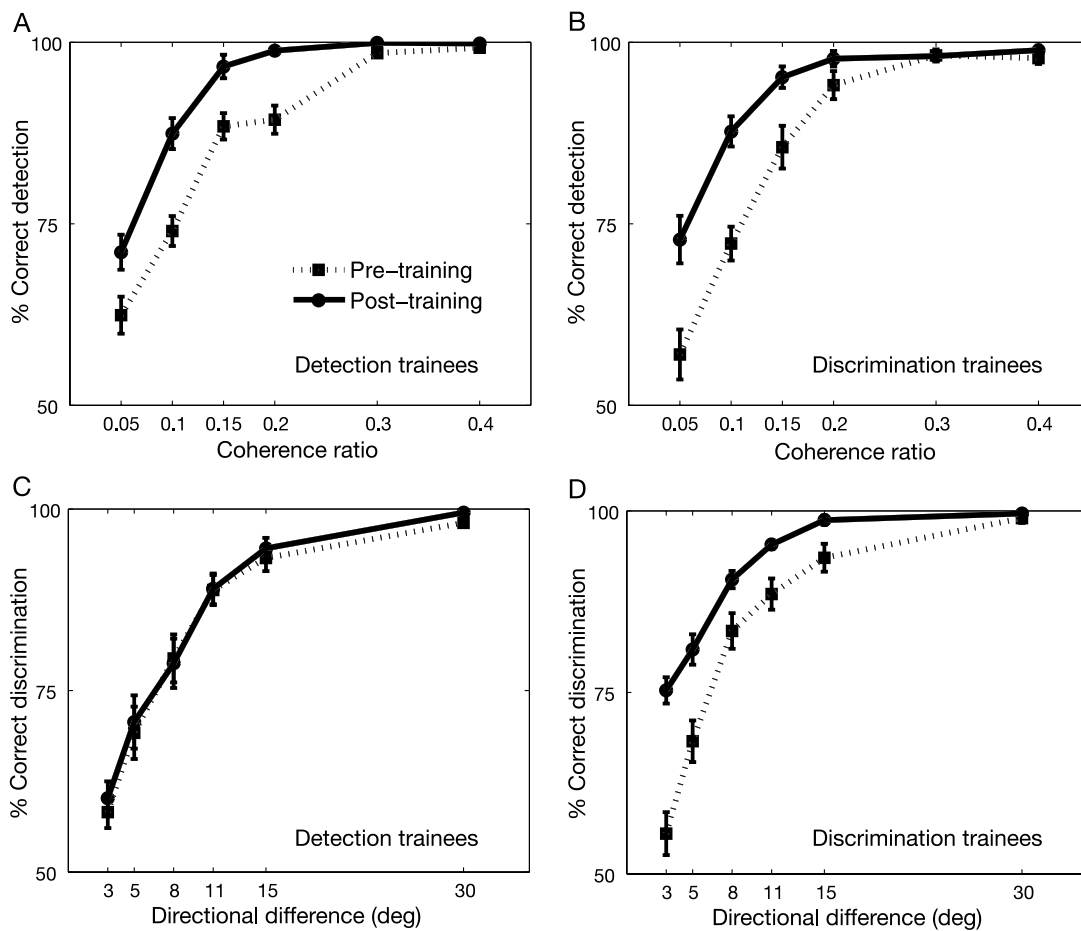 A
% Correct detection
100
75
50
Pre-training
Post-training
Detection trainees
0.05 0.1 0.15 0.2 0.3 0.4
Coherence ratio
B
% Correct detection
100
75
50
Discrimination trainees
0.05 0.1 0.15 0.2 0.3 0.4
Coherence ratio
C
% Correct discrimination
100
75
50
Detection trainees
3 5 8 11 15 30
Directional difference (deg)
D
% Correct discrimination
100
75
50
Discrimination trainees
3 5 8 11 15 30
Directional difference (deg)